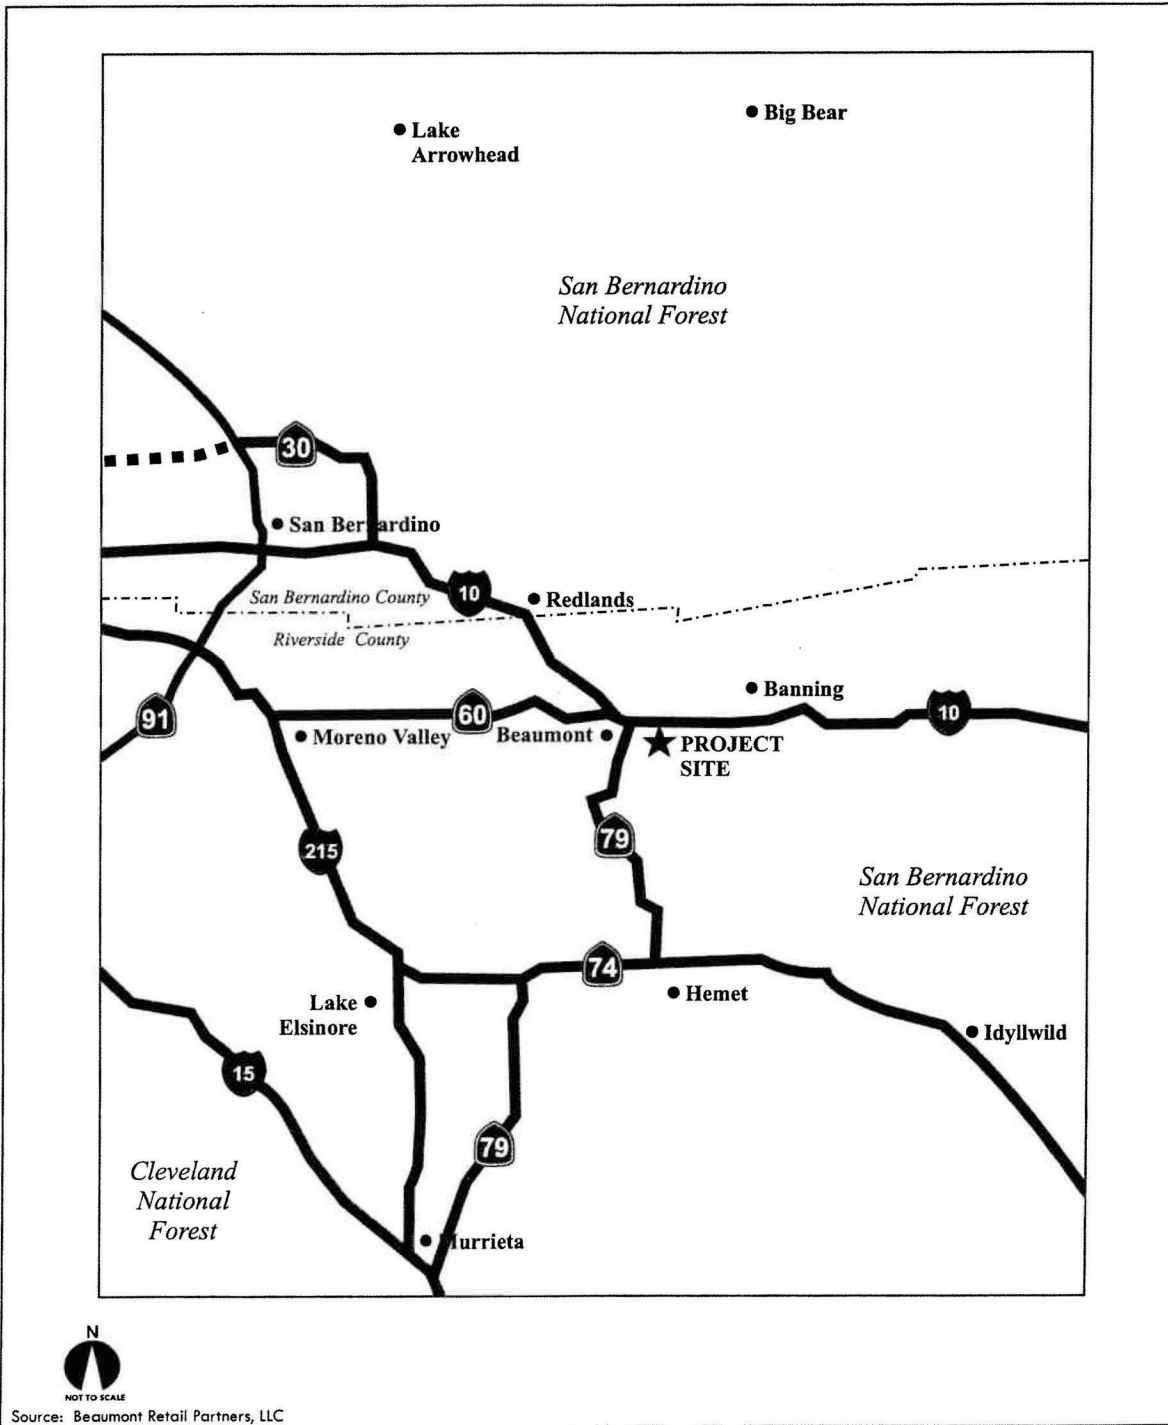 Big Bear
Lake
Arrowhead
San Bernardino
National Forest
30
San Bernardino
10
San Bernardino County
Redlands
Riverside County
Banning
91
60
10
Moreno Valley
Beaumont
PROJECT
SITE
79
215
San Bernardino
National Forest
74
Hemet
Lake
Elsinore
Idyllwild
15
79
Cleveland
National
Forest
Murrieta
N
NOT TO SCALE
Source: Beaumont Retail Partners, LLC